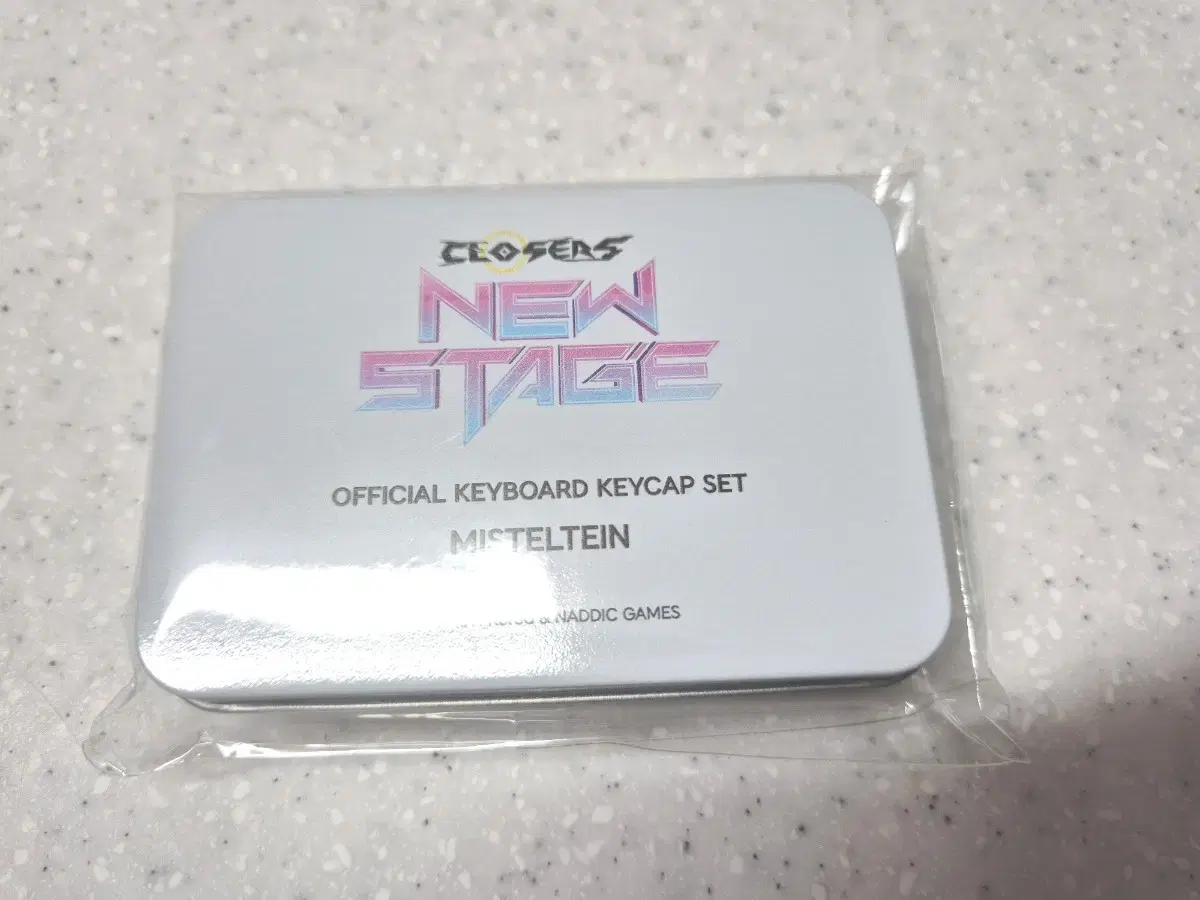 CLOSERS
NEW
STAGE
OFFICIAL KEYBOARD KEYCAP SET
MISTELTEIN
& NADDIC GAMES